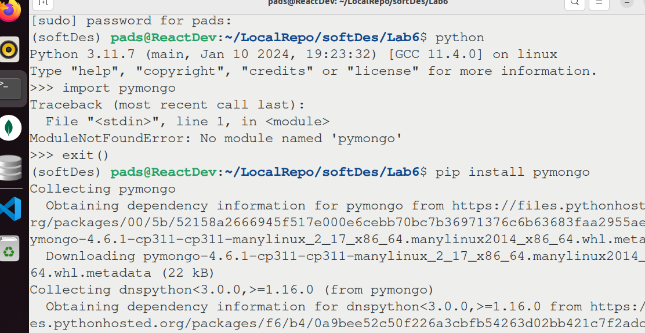 pads@ReactDev: ~/LocalRepo/softDes/Lab6
[sudo] password for pads:
(softDes) pads@ReactDev:~/LocalRepo/softDes/Lab6$ python
Python 3.11.7 (main, Jan 10 2024, 19:23:32) [GCC 11.4.0] on linux
Type "help", "copyright", "credits" or "license" for more information.
>>> import pymongo
Traceback (most recent call last):
  File "<stdin>", line 1, in <module>
ModuleNotFoundError: No module named 'pymongo'
>>> exit()
(softDes) pads@ReactDev:~/LocalRepo/softDes/Lab6$ pip install pymongo
Collecting pymongo
  Obtaining dependency information for pymongo from https://files.pythonhost
rg/packages/00/5b/52158a2666945f517e000e6cebb70bc7b36971376c6b63683faa2955ae
ymongo-4.6.1-cp311-cp311-manylinux_2_17_x86_64.manylinux2014_x86_64.whl.meta
  Downloading pymongo-4.6.1-cp311-cp311-manylinux_2_17_x86_64.manylinux2014_
64.whl.metadata (22 kB)
Collecting dnspython<3.0.0,>=1.16.0 (from pymongo)
  Obtaining dependency information for dnspython<3.0.0,>=1.16.0 from https:/
es.pythonhosted.org/packages/f6/b4/0a9bee52c50f226a3cbfb54263d02bb421c7f2adc